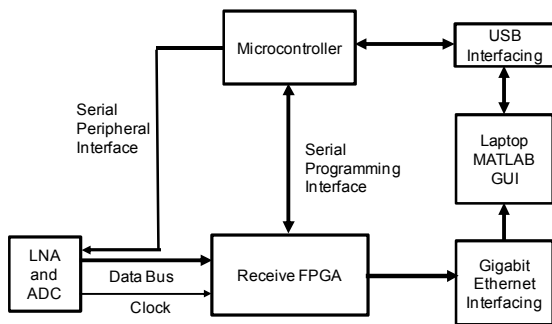 Microcontroller
USB
Interfacing
Serial
Peripheral
Interface
Serial
Programming
Interface
Laptop
MATLAB
GUI
LNA
and
ADC
Data Bus
Clock
Receive FPGA
Gigabit
Ethernet
Interfacing